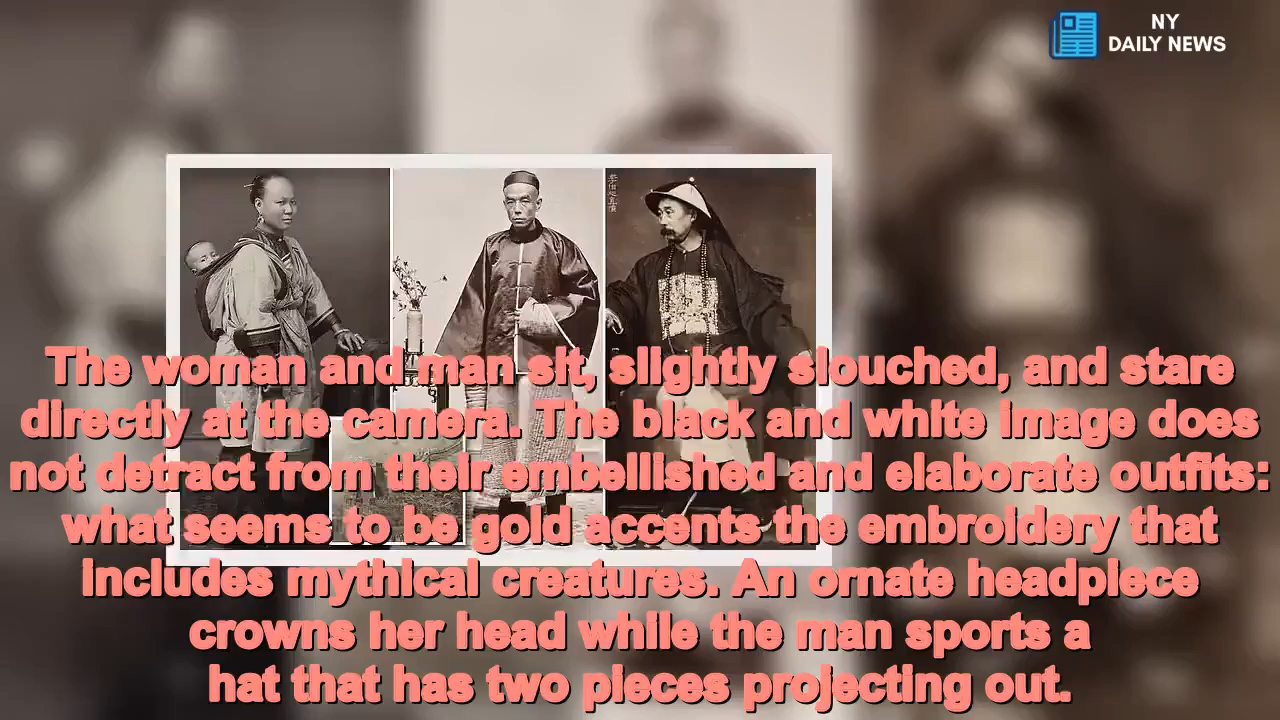 NY
DAILY NEWS
The woman and man sit, slightly slouched, and stare
directly at the camera. The black and white image does
not detract from their embellished and elaborate outfits:
what seems to be gold accents the embroidery that
includes mythical creatures. An ornate headpiece
crowns her head while the man sports a
hat that has two pieces projecting out.